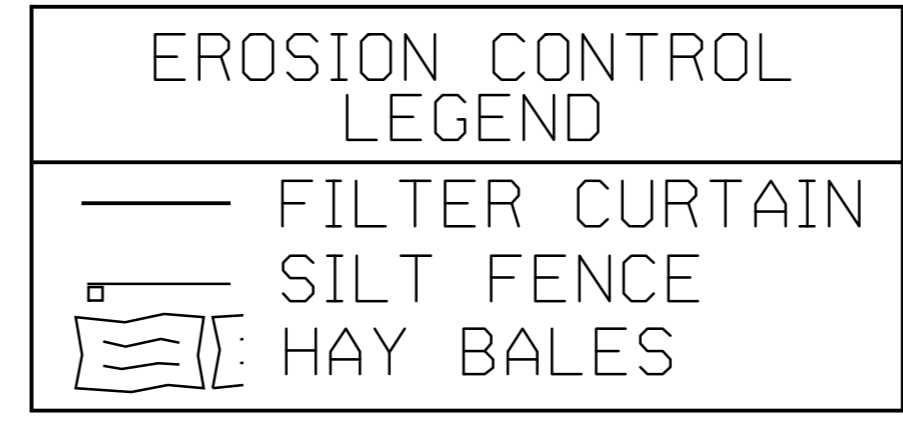 EROSION CONTROL
LEGEND
FILTER CURTAIN
SILT FENCE
HAY BALES